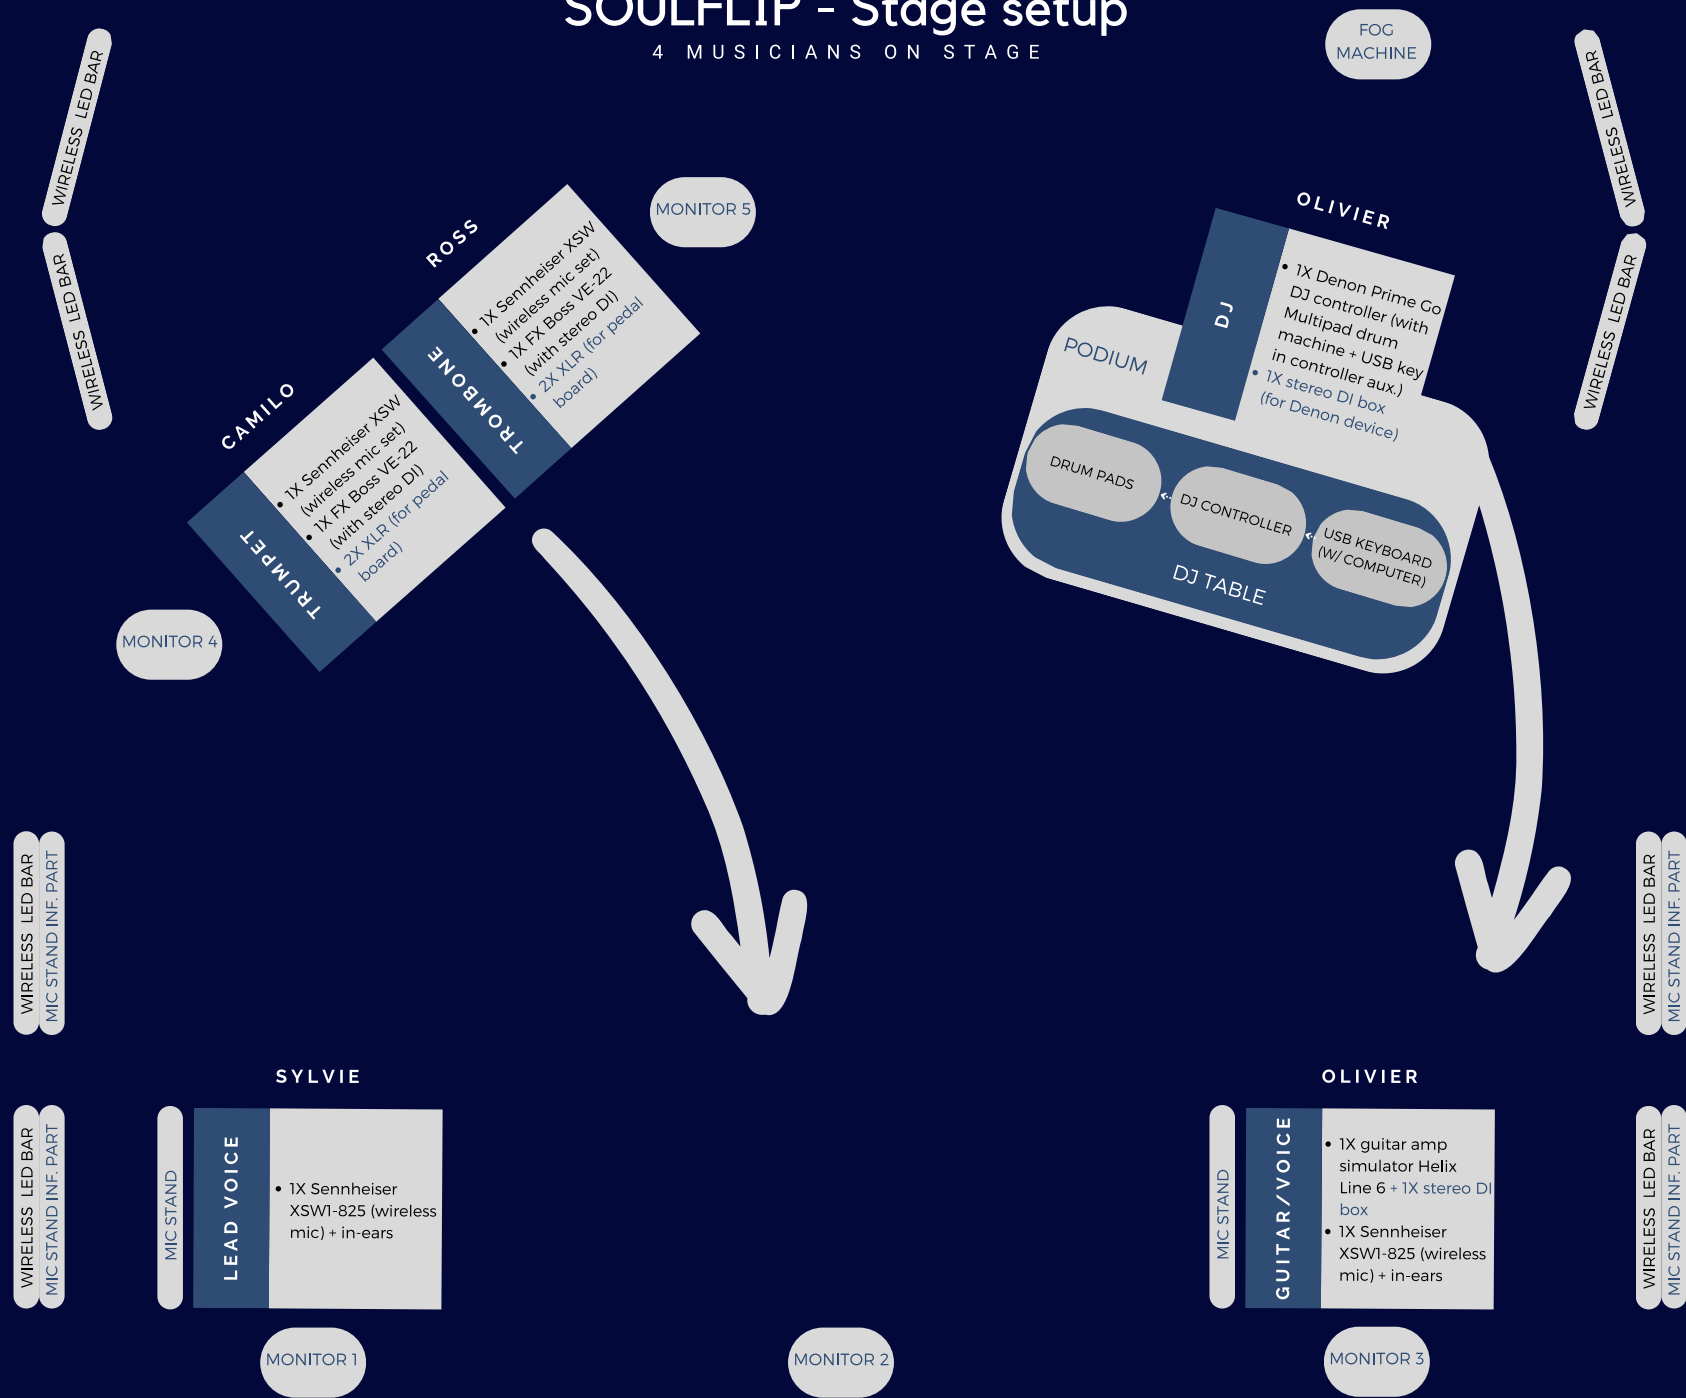 SOULFLIP - Stage setup
4 MUSICIANS ON STAGE
FOG
MACHINE
WIRELESS LED BAR
WIRELESS LED BAR
WIRELESS LED BAR
WIRELESS LED BAR
MONITOR 5
ROSS
TROMBONE
• 1X Sennheiser XSW
(wireless mic set)
• 1X FX Boss VE-22
(with stereo DI)
• 2X XLR (for pedal
board)
CAMILO
TRUMPET
• 1X Sennheiser XSW
(wireless mic set)
• 1X FX Boss VE-22
(with stereo DI)
• 2X XLR (for pedal
board)
MONITOR 4
OLIVIER
DJ
• 1X Denon Prime Go
DJ controller (with
Multipad drum
machine + USB key
in controller aux.)
• 1X stereo DI box
(for Denon device)
PODIUM
DRUM PADS
DJ CONTROLLER
USB KEYBOARD
(W/ COMPUTER)
DJ TABLE
WIRELESS LED BAR
MIC STAND INF. PART
WIRELESS LED BAR
MIC STAND INF. PART
SYLVIE
WIRELESS LED BAR
MIC STAND INF. PART
MIC STAND
LEAD VOICE
• 1X Sennheiser
XSW1-825 (wireless
mic) + in-ears
OLIVIER
MIC STAND
GUITAR/VOICE
• 1X guitar amp
simulator Helix
Line 6 + 1X stereo DI
box
• 1X Sennheiser
XSW1-825 (wireless
mic) + in-ears
WIRELESS LED BAR
MIC STAND INF. PART
MONITOR 1
MONITOR 2
MONITOR 3